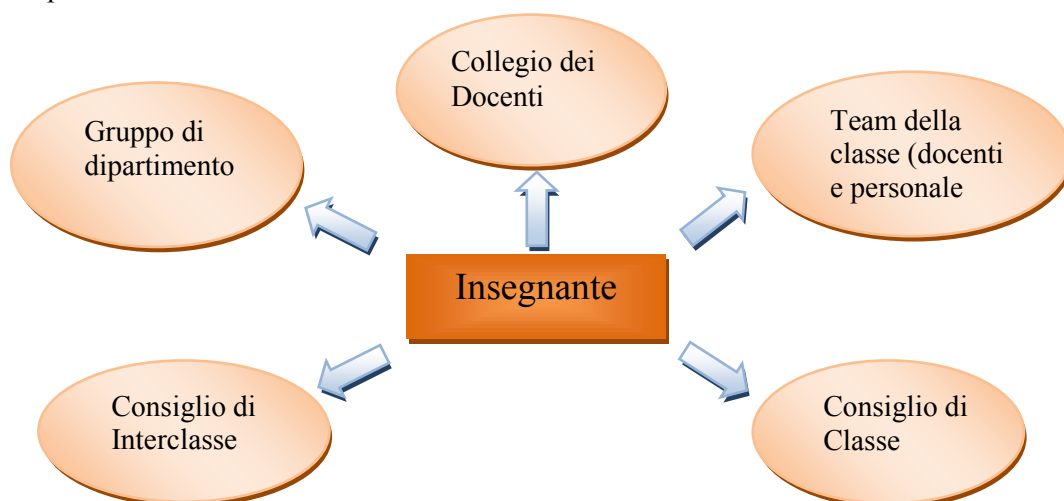 Collegio dei
Docenti
Gruppo di
dipartimento
Team della
classe (docenti
e personale
Insegnante
Consiglio di
Interclasse
Consiglio di
Classe